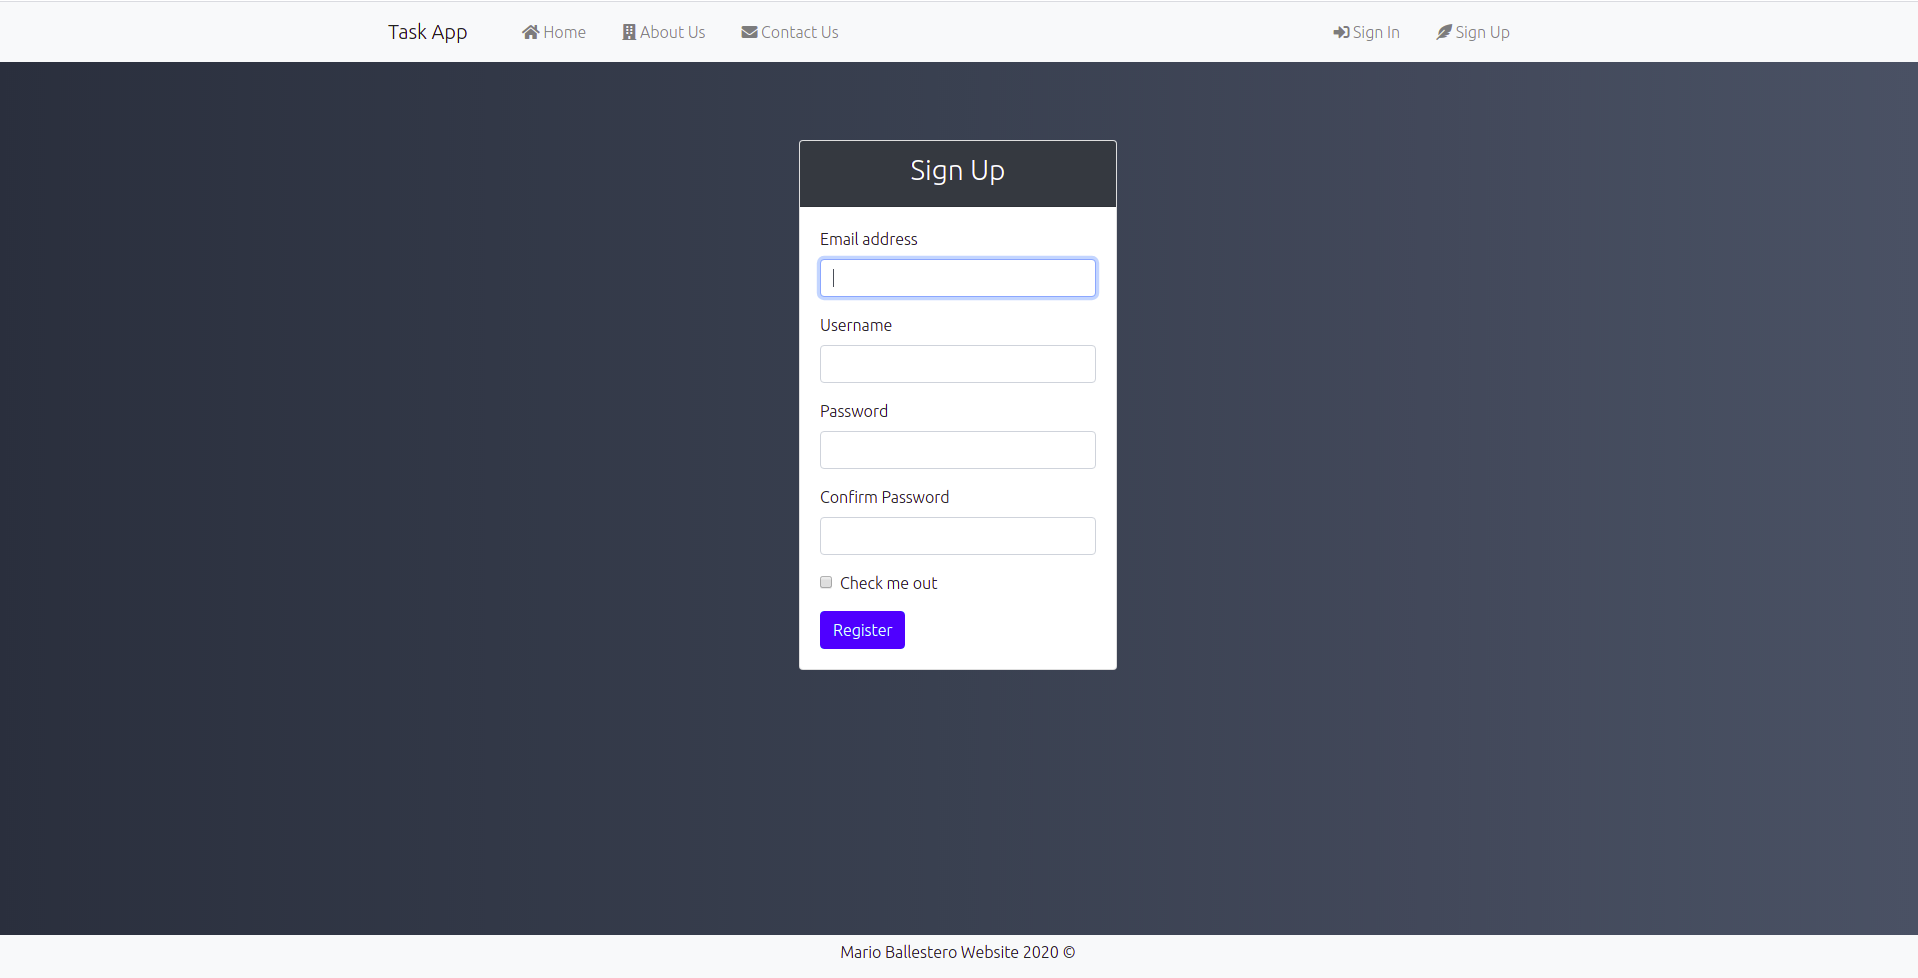 Task App Home About Us Contact Us Sign In Sign Up
Sign Up
Email address
Username
Password
Confirm Password
Check me out
Register
Mario Ballestero Website 2020 ©